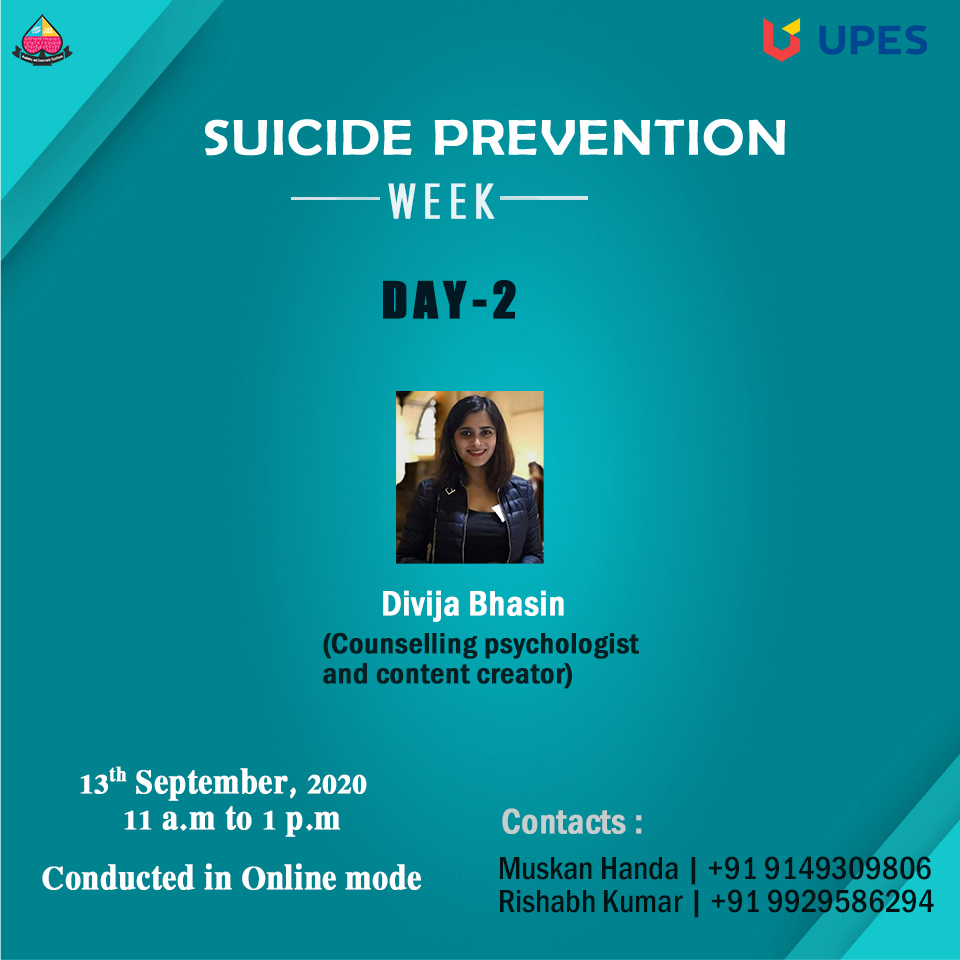 UPES
SUICIDE PREVENTION
WEEK
DAY-2
Divija Bhasin
(Counselling psychologist
and content creator)
13th September, 2020
11 a.m to 1 p.m
Conducted in Online mode
Contacts :
Muskan Handa | +91 9149309806
Rishabh Kumar | +91 9929586294